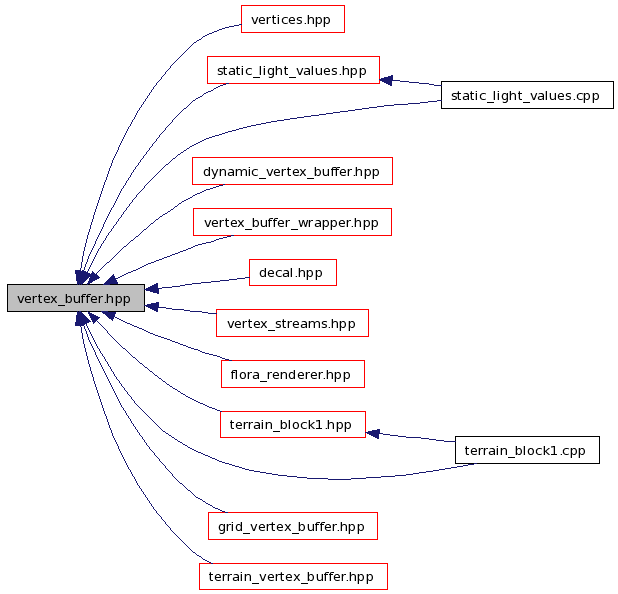 vertices.hpp
static_light_values.hpp
static_light_values.cpp
dynamic_vertex_buffer.hpp
vertex_buffer_wrapper.hpp
decal.hpp
vertex_buffer.hpp
vertex_streams.hpp
flora_renderer.hpp
terrain_block1.hpp
terrain_block1.cpp
grid_vertex_buffer.hpp
terrain_vertex_buffer.hpp